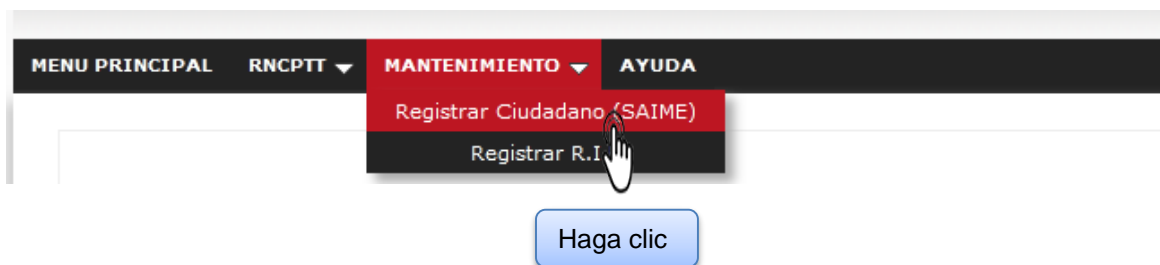 MENU PRINCIPAL RNCPTT MANTENIMIENTO AYUDA
Registrar Ciudadano (SAIME)
Registrar R.I
Haga clic